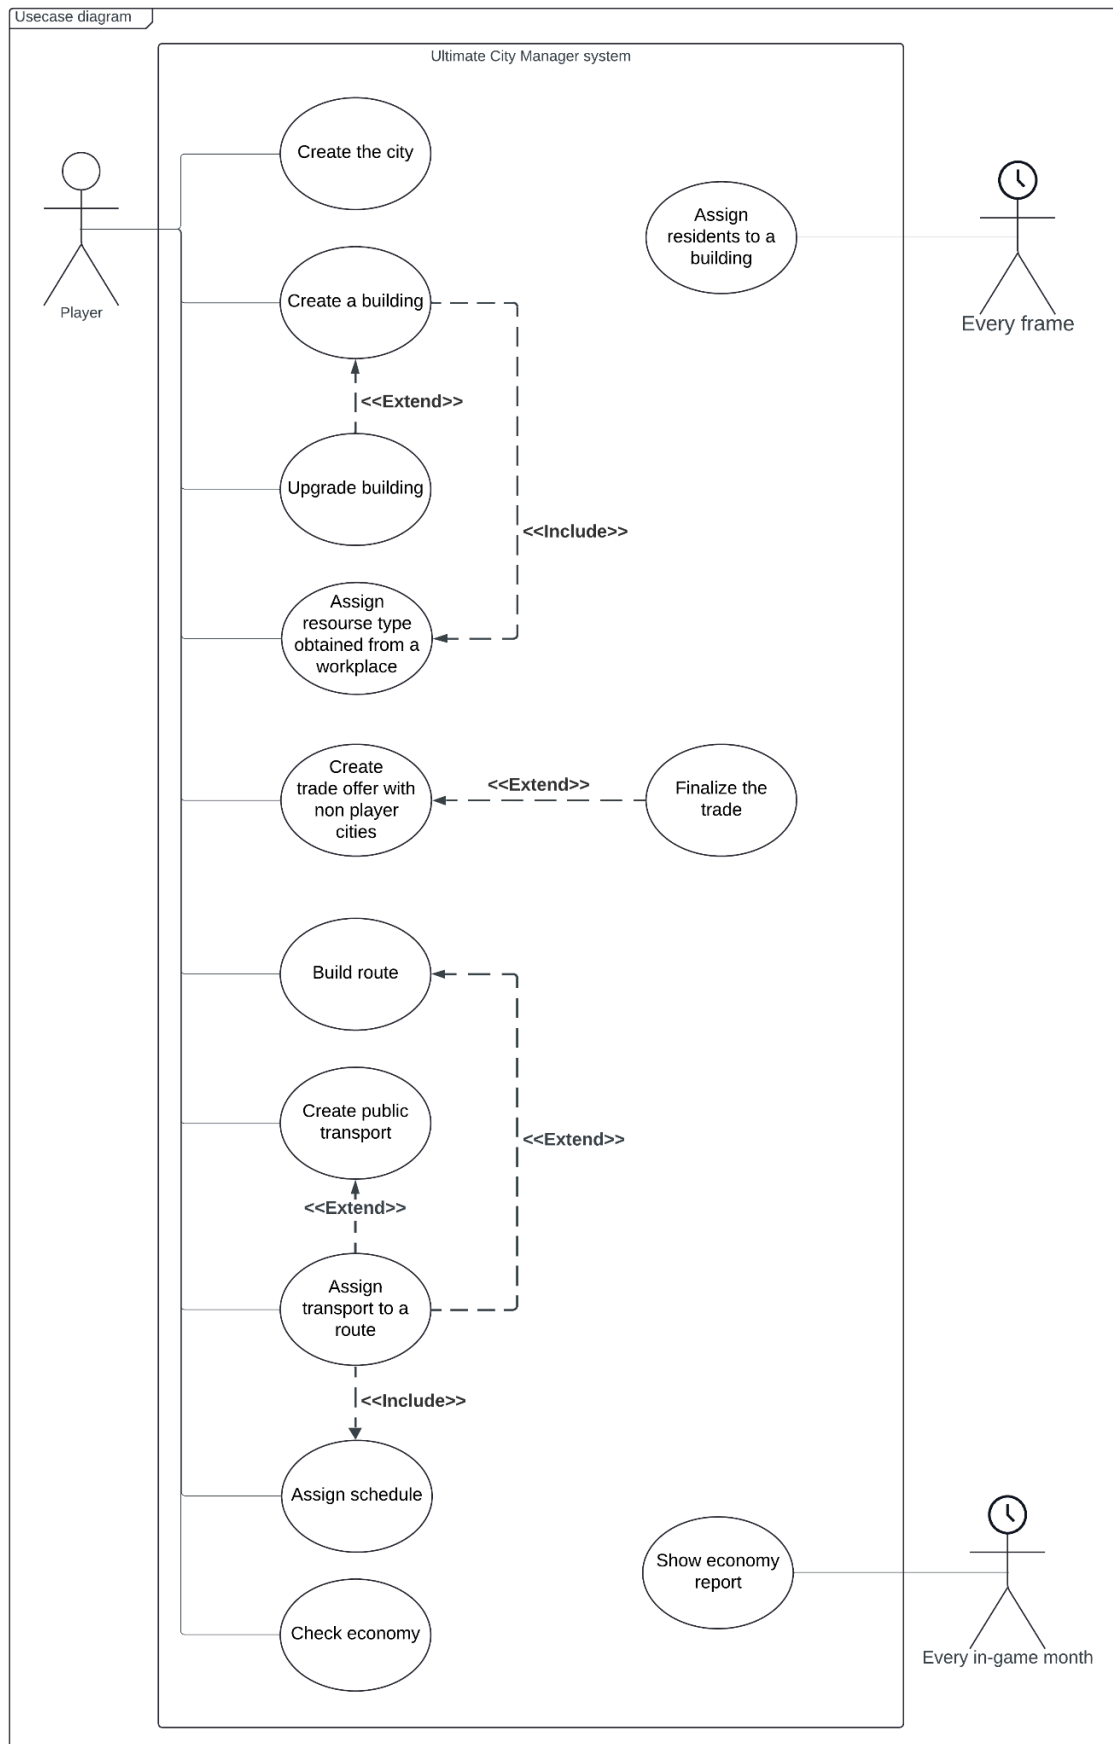 Usecase diagram
Ultimate City Manager system
Create the city
Player
Assign
residents to a
building
Every frame
Create a building
<<Extend>>
Upgrade building
<<Include>>
Assign
resourse type
obtained from a
workplace
Create
trade offer with
non player
cities
<<Extend>>
Finalize the
trade
Build route
Create public
transport
<<Extend>>
<<Extend>>
Assign
transport to a
route
<<Include>>
Assign schedule
Show economy
report
Check economy
Every in-game month